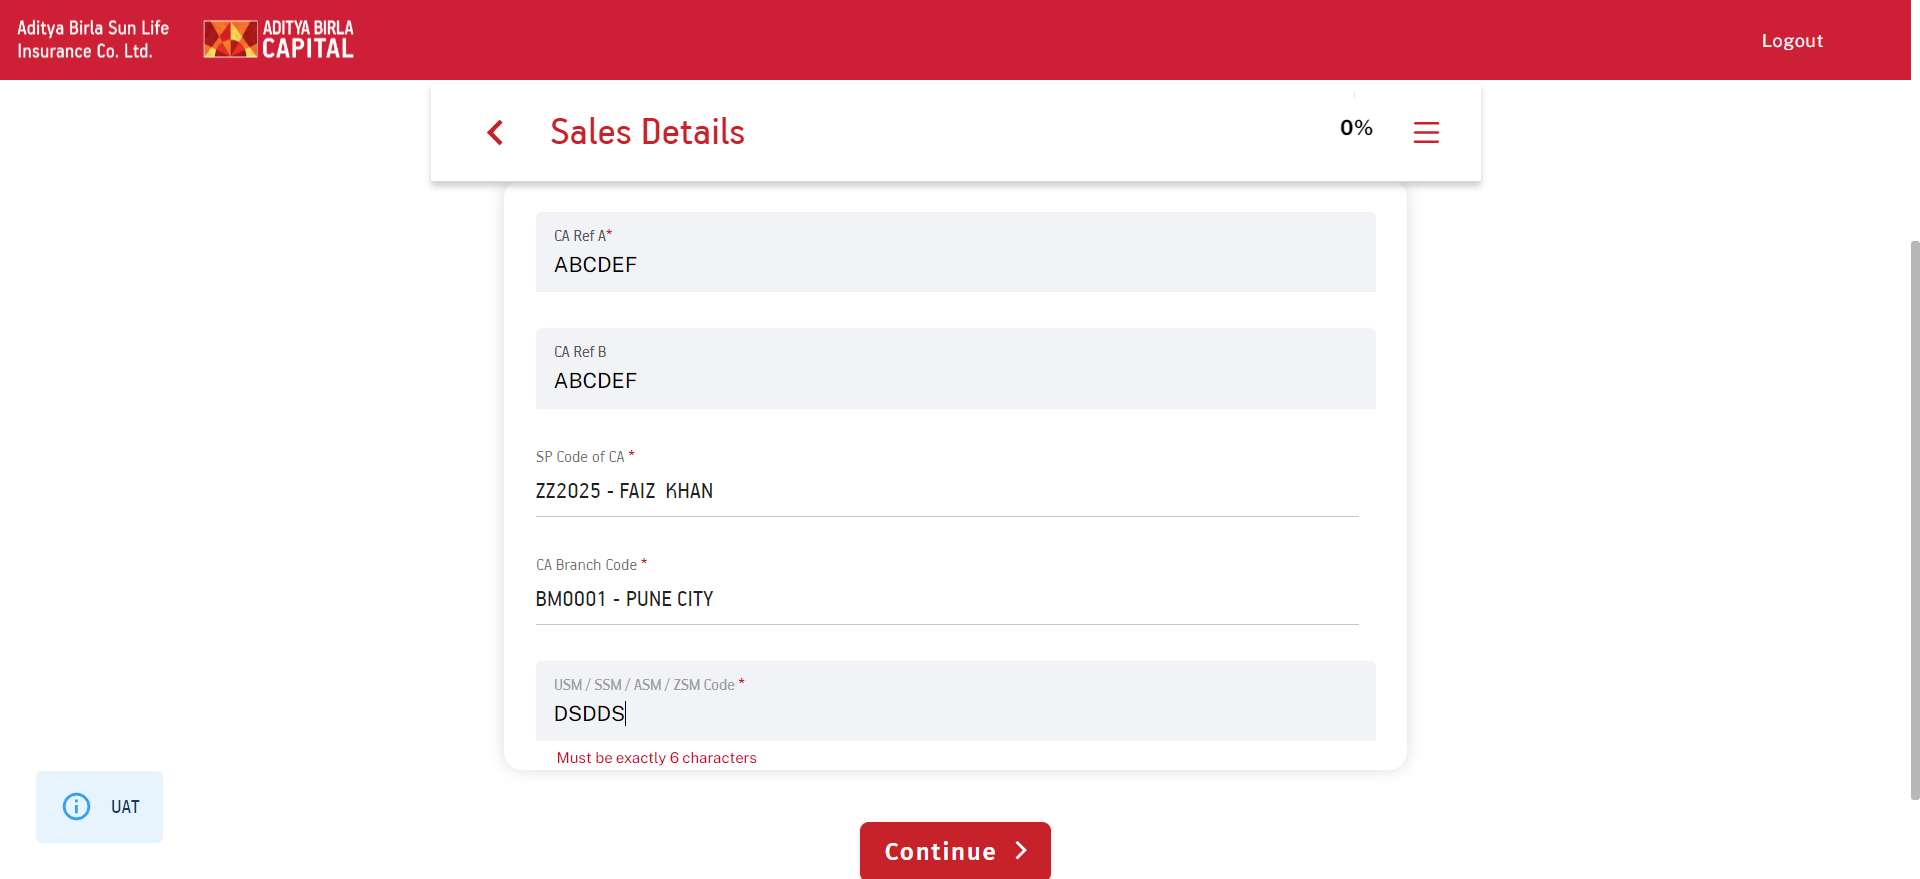 Aditya Birla Sun Life
Insurance Co. Ltd.
ADITYA BIRLA
CAPITAL
Logout
Sales Details
0%
CA Ref A*
ABCDEF
CA Ref B
ABCDEF
SP Code of CA *
ZZ2025 - FAIZ  KHAN
CA Branch Code *
BM0001 - PUNE CITY
USM / SSM / ASM / ZSM Code *
DSDDS
Must be exactly 6 characters
UAT
Continue